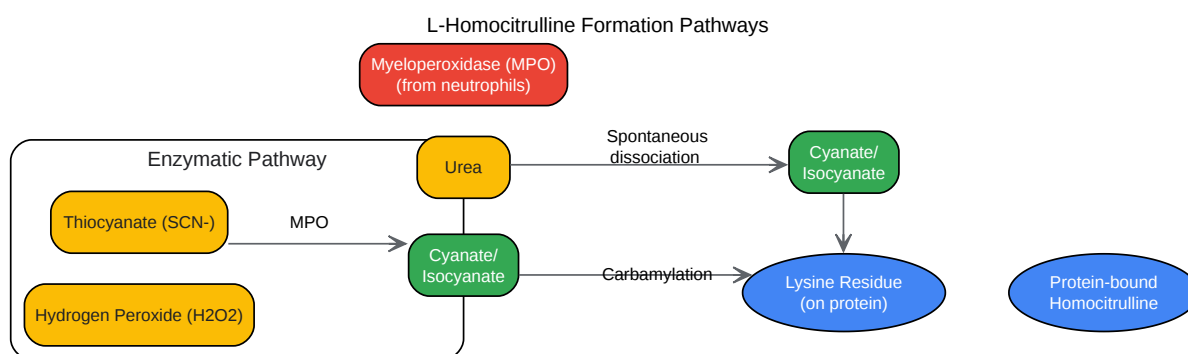 L-Homocitrulline Formation Pathways
Myeloperoxidase (MPO)
(from neutrophils)
Enzymatic Pathway
Urea
Spontaneous
dissociation
Cyanate/
Isocyanate
Thiocyanate (SCN-)
MPO
Cyanate/
Isocyanate
Carbamylation
Lysine Residue
(on protein)
Protein-bound
Homocitrulline
Hydrogen Peroxide (H2O2)